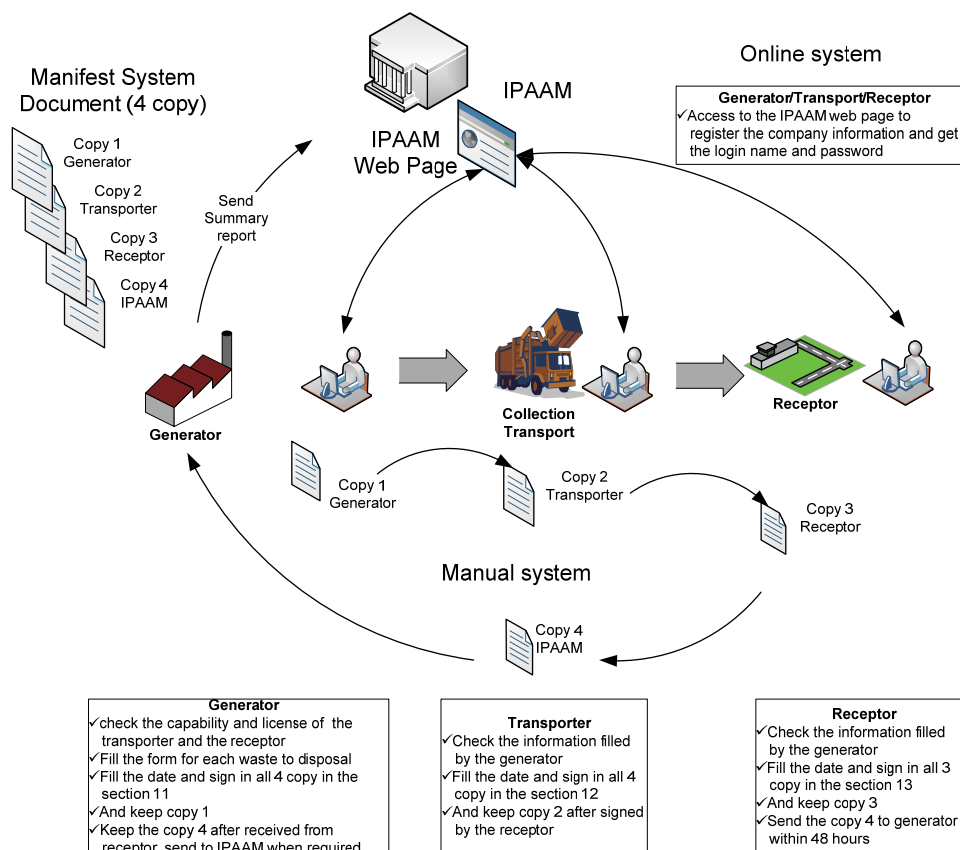 Manifest System
Document (4 copy)
Copy 1
Generator
Copy 2
Transporter
Copy 3
Receptor
Copy 4
IPAAM
Send
Summary
report
IPAAM
IPAAM
Web Page
Online system
Generator/Transport/Receptor
✓Access to the IPAAM web page to
register the company information and get
the login name and password
Generator
Collection
Transport
Receptor
Copy 1
Generator
Copy 2
Transporter
Copy 3
Receptor
Manual system
Copy 4
IPAAM
Generator
✓check the capability and license of the
transporter and the receptor
✓Fill the form for each waste to disposal
✓Fill the date and sign in all 4 copy in the
section 11
✓And keep copy 1
✓Keep the copy 4 after received from
receptor, send to IPAAM when required
Transporter
✓Check the information filled
by the generator
✓Fill the date and sign in all 4
copy in the section 12
✓And keep copy 2 after signed
by the receptor
Receptor
✓Check the information filled
by the generator
✓Fill the date and sign in all 3
copy in the section 13
✓And keep copy 3
✓Send the copy 4 to generator
within 48 hours